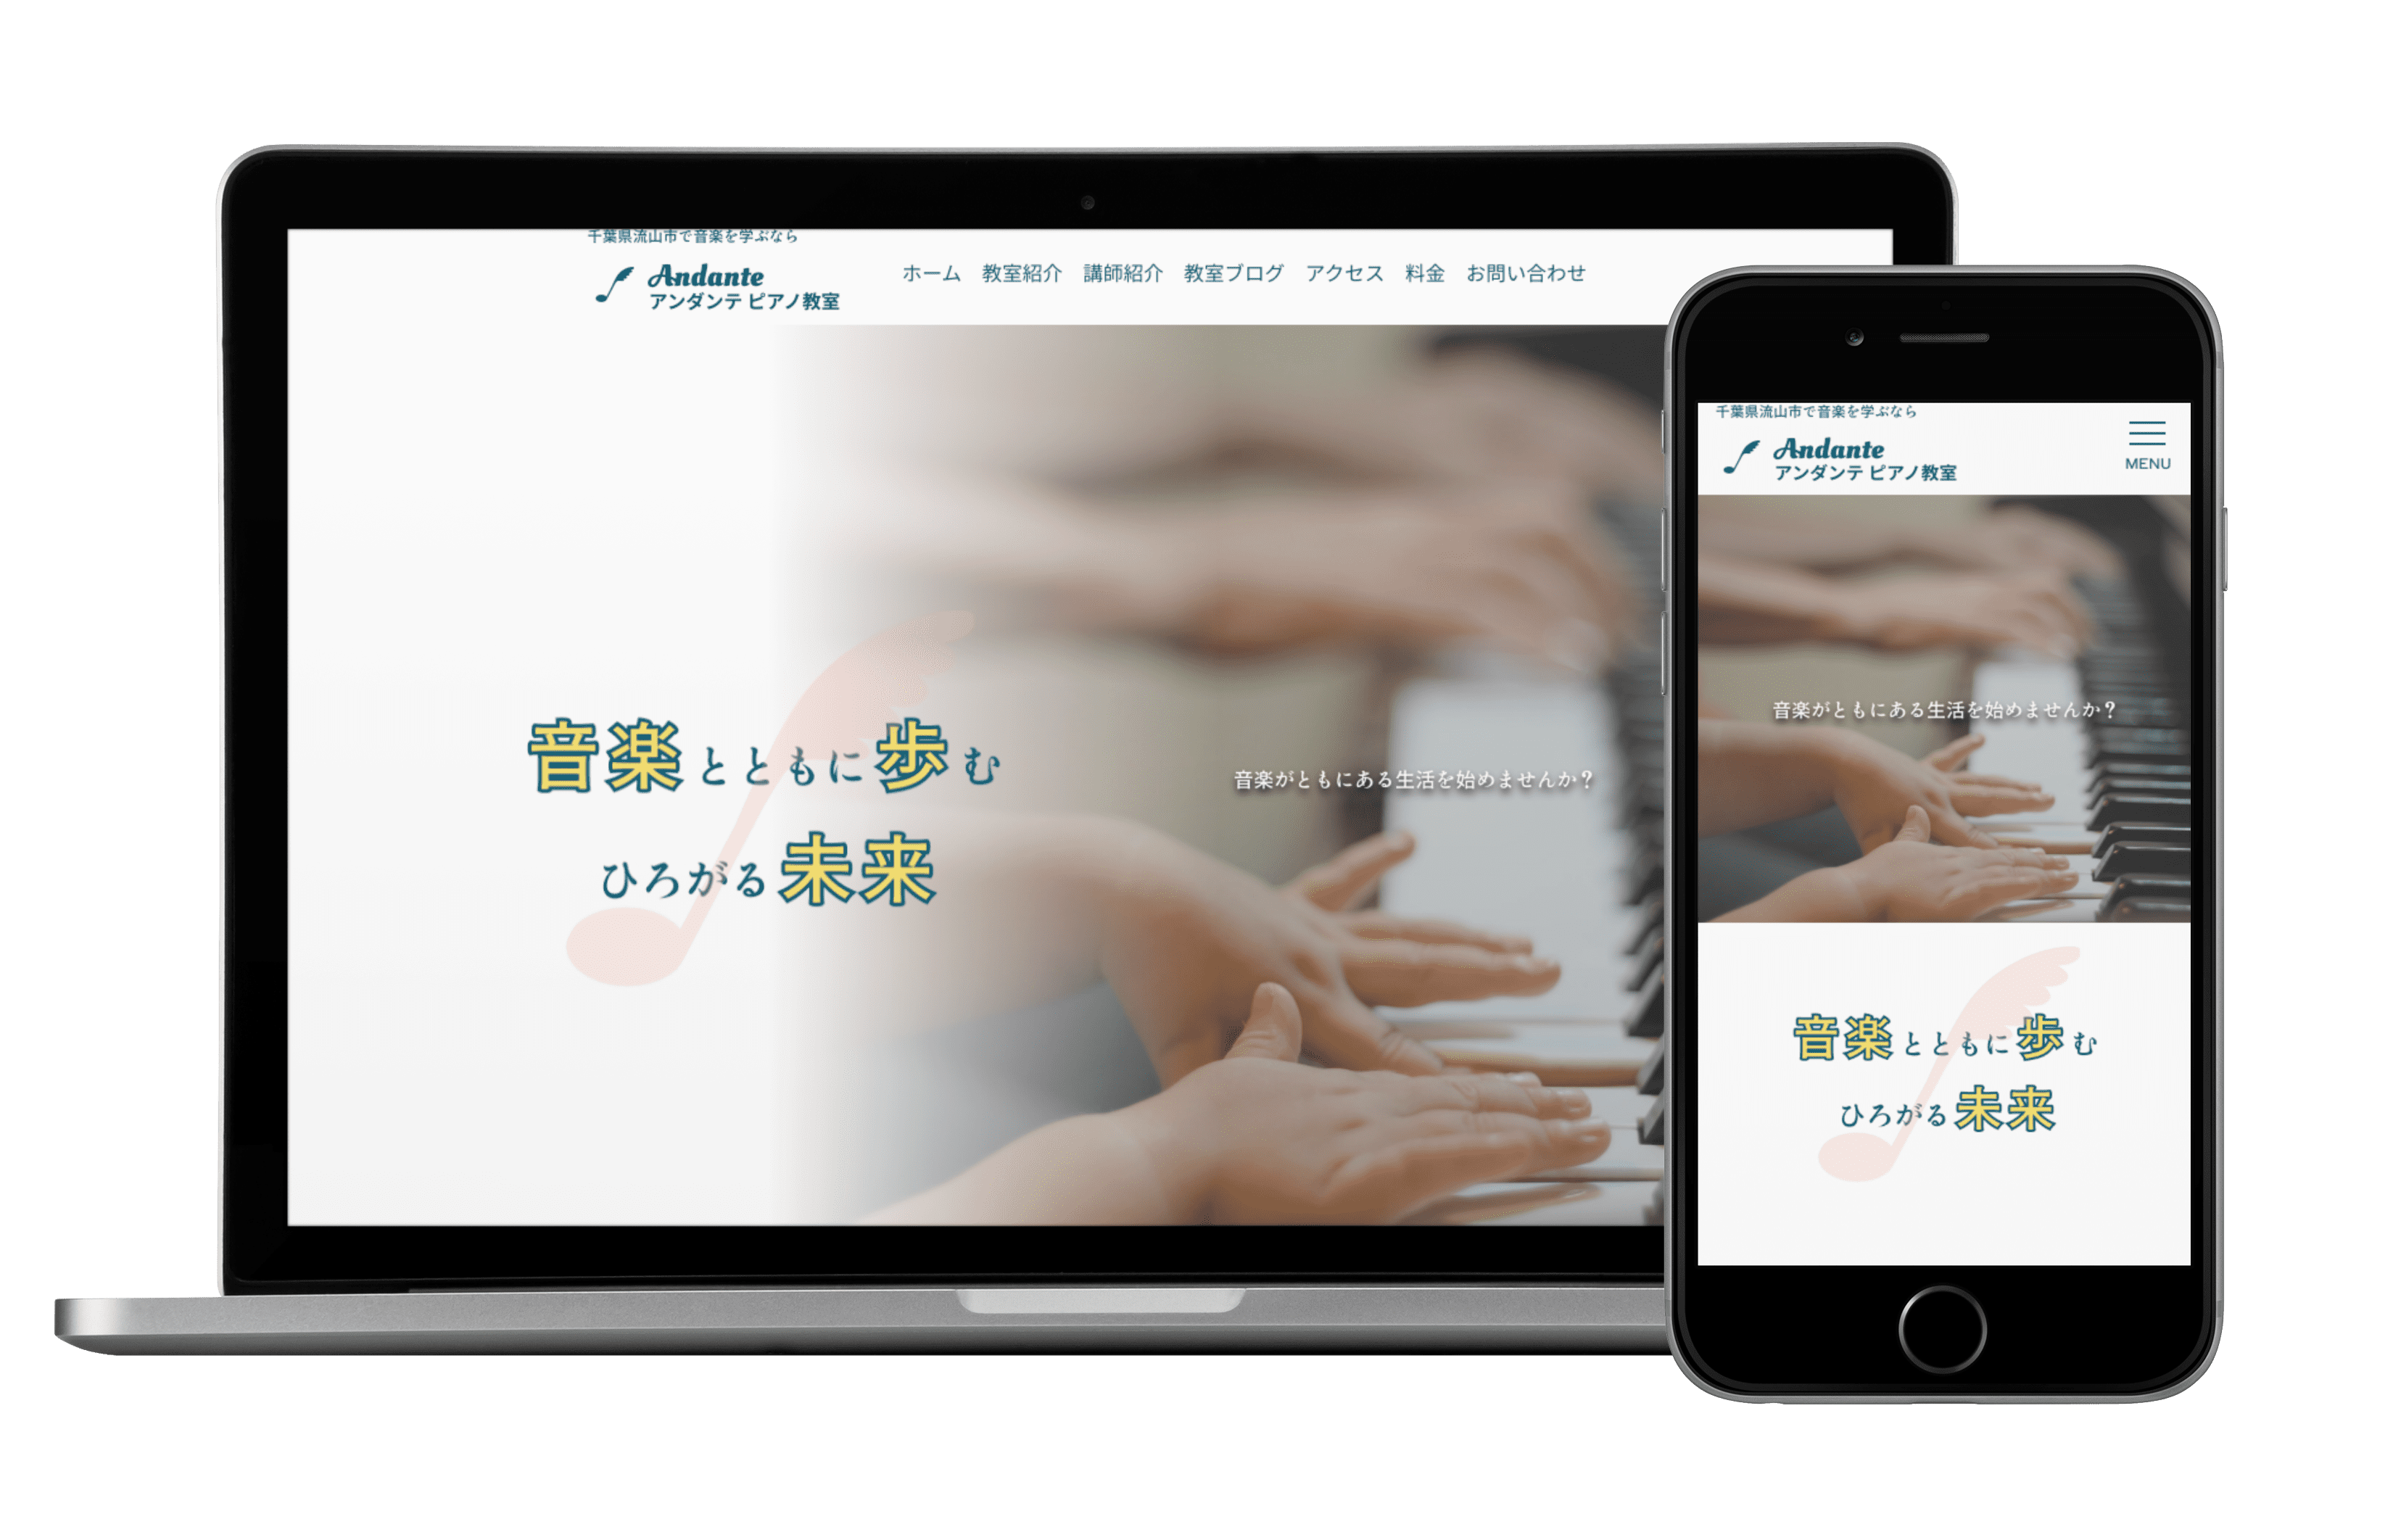 千葉県流山市で音楽を学ぶなら
Andante
アンダンテ ピアノ教室
ホーム 教室紹介 講師紹介 教室ブログ アクセス 料金 お問い合わせ
音楽とともに歩む
ひろがる未来
音楽がともにある生活を始めませんか？
千葉県流山市で音楽を学ぶなら
Andante
アンダンテ ピアノ教室
MENU
音楽がともにある生活を始めませんか？
音楽とともに歩む
ひろがる未来